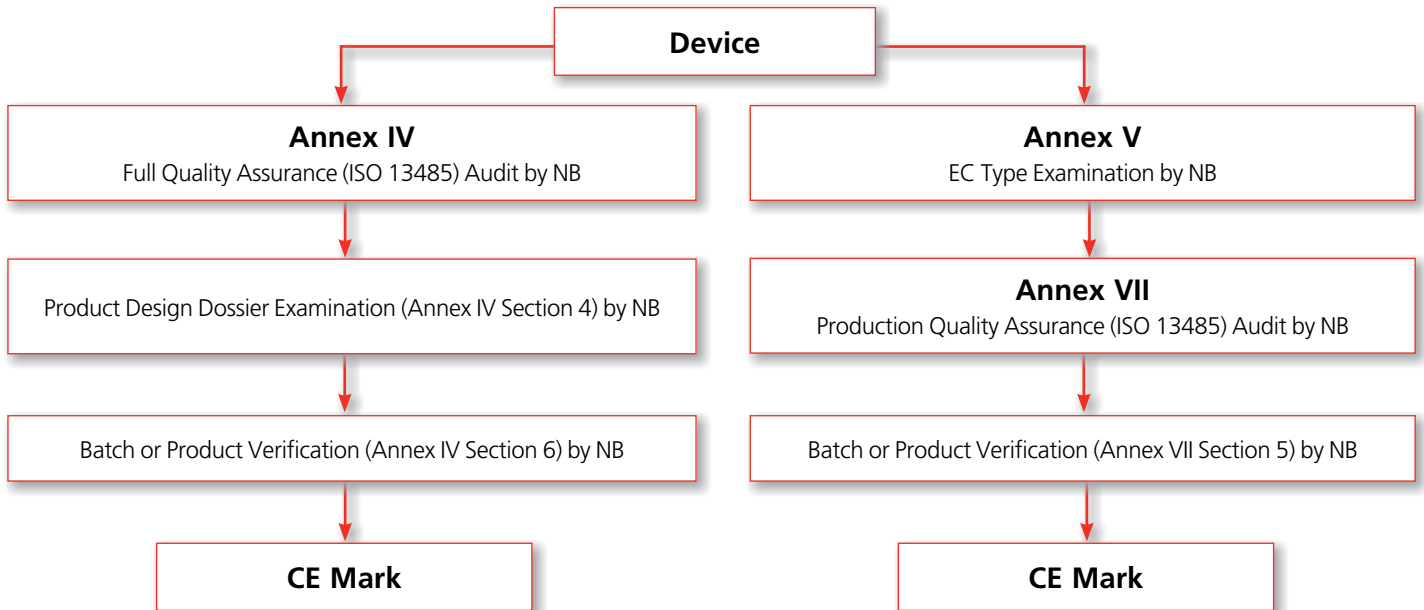 Device
Annex IV
Full Quality Assurance (ISO 13485) Audit by NB
Product Design Dossier Examination (Annex IV Section 4) by NB
Batch or Product Verification (Annex IV Section 6) by NB
CE Mark
Annex V
EC Type Examination by NB
Annex VII
Production Quality Assurance (ISO 13485) Audit by NB
Batch or Product Verification (Annex VII Section 5) by NB
CE Mark